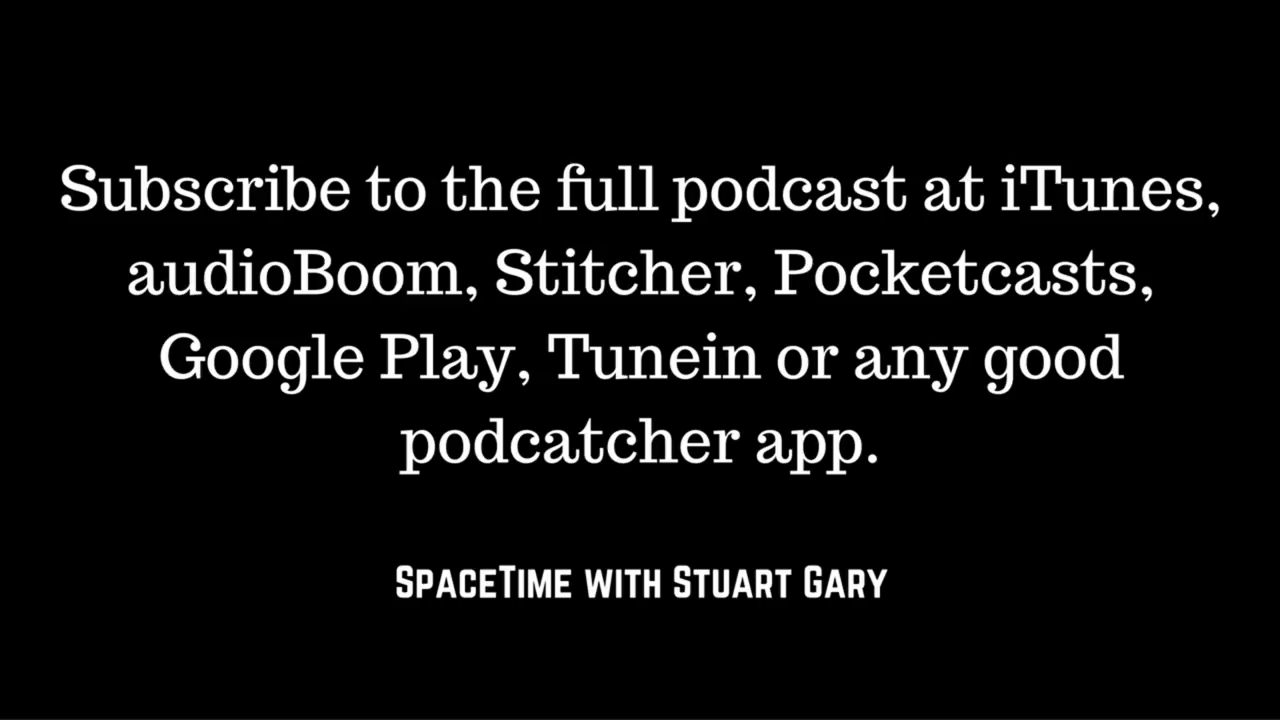 Subscribe to the full podcast at iTunes,
audioBoom, Stitcher, Pocketcasts,
Google Play, Tunein or any good
podcatcher app.
SpaceTime with Stuart Gary